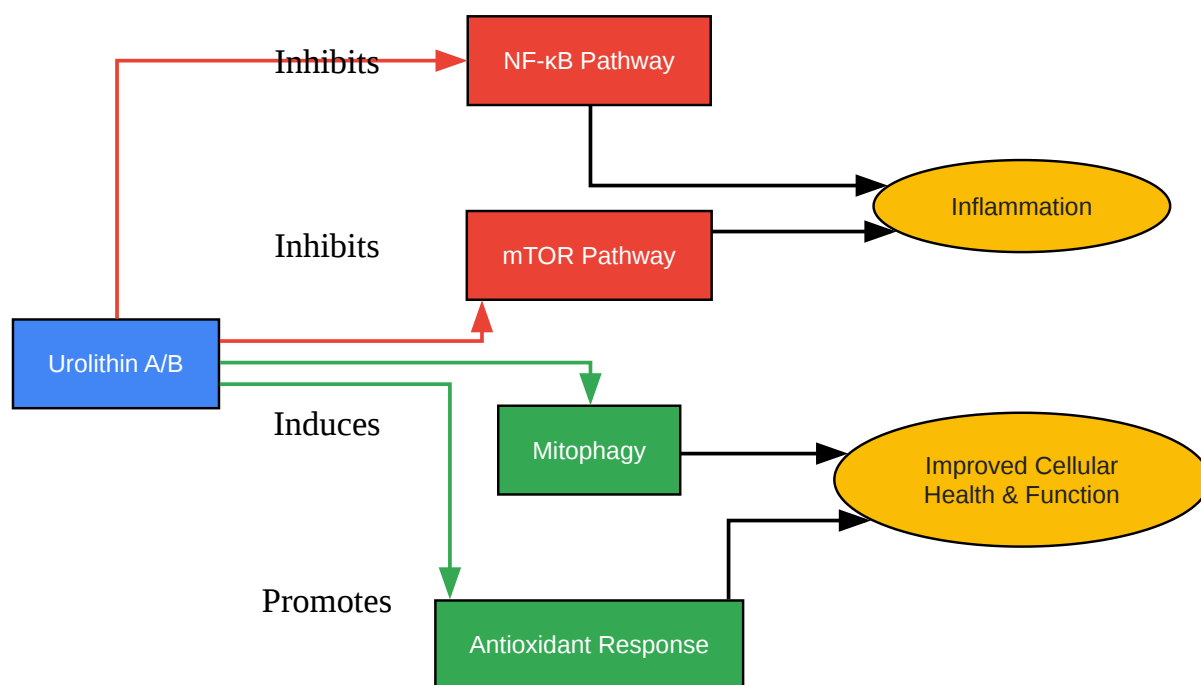 Inhibits
NF-κB Pathway
Inflammation
Inhibits
mTOR Pathway
Urolithin A/B
Induces
Mitophagy
Improved Cellular
Health & Function
Promotes
Antioxidant Response